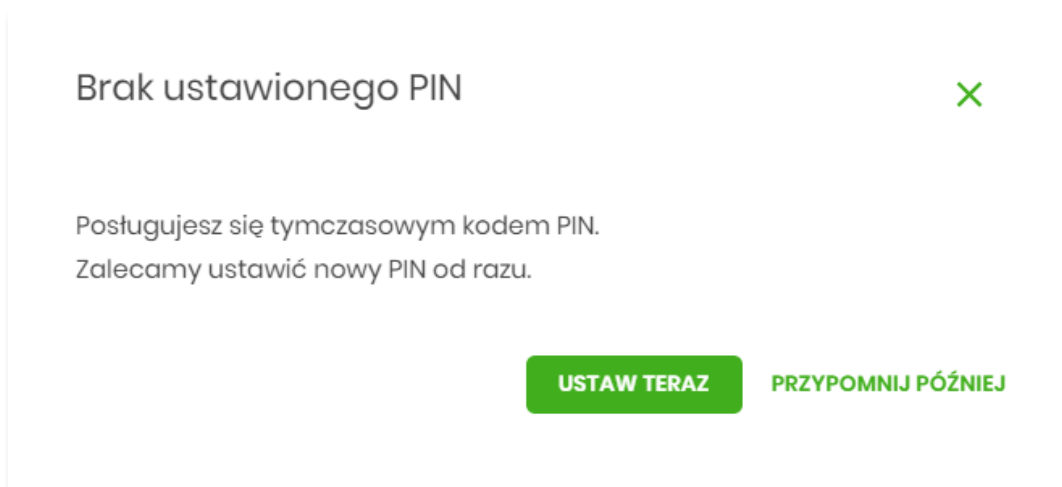 Brak ustawionego PIN
Posługujesz się tymczasowym kodem PIN.
Zalecamy ustawić nowy PIN od razu.
USTAW TERAZ PRZYPOMNIJ PÓŹNIEJ